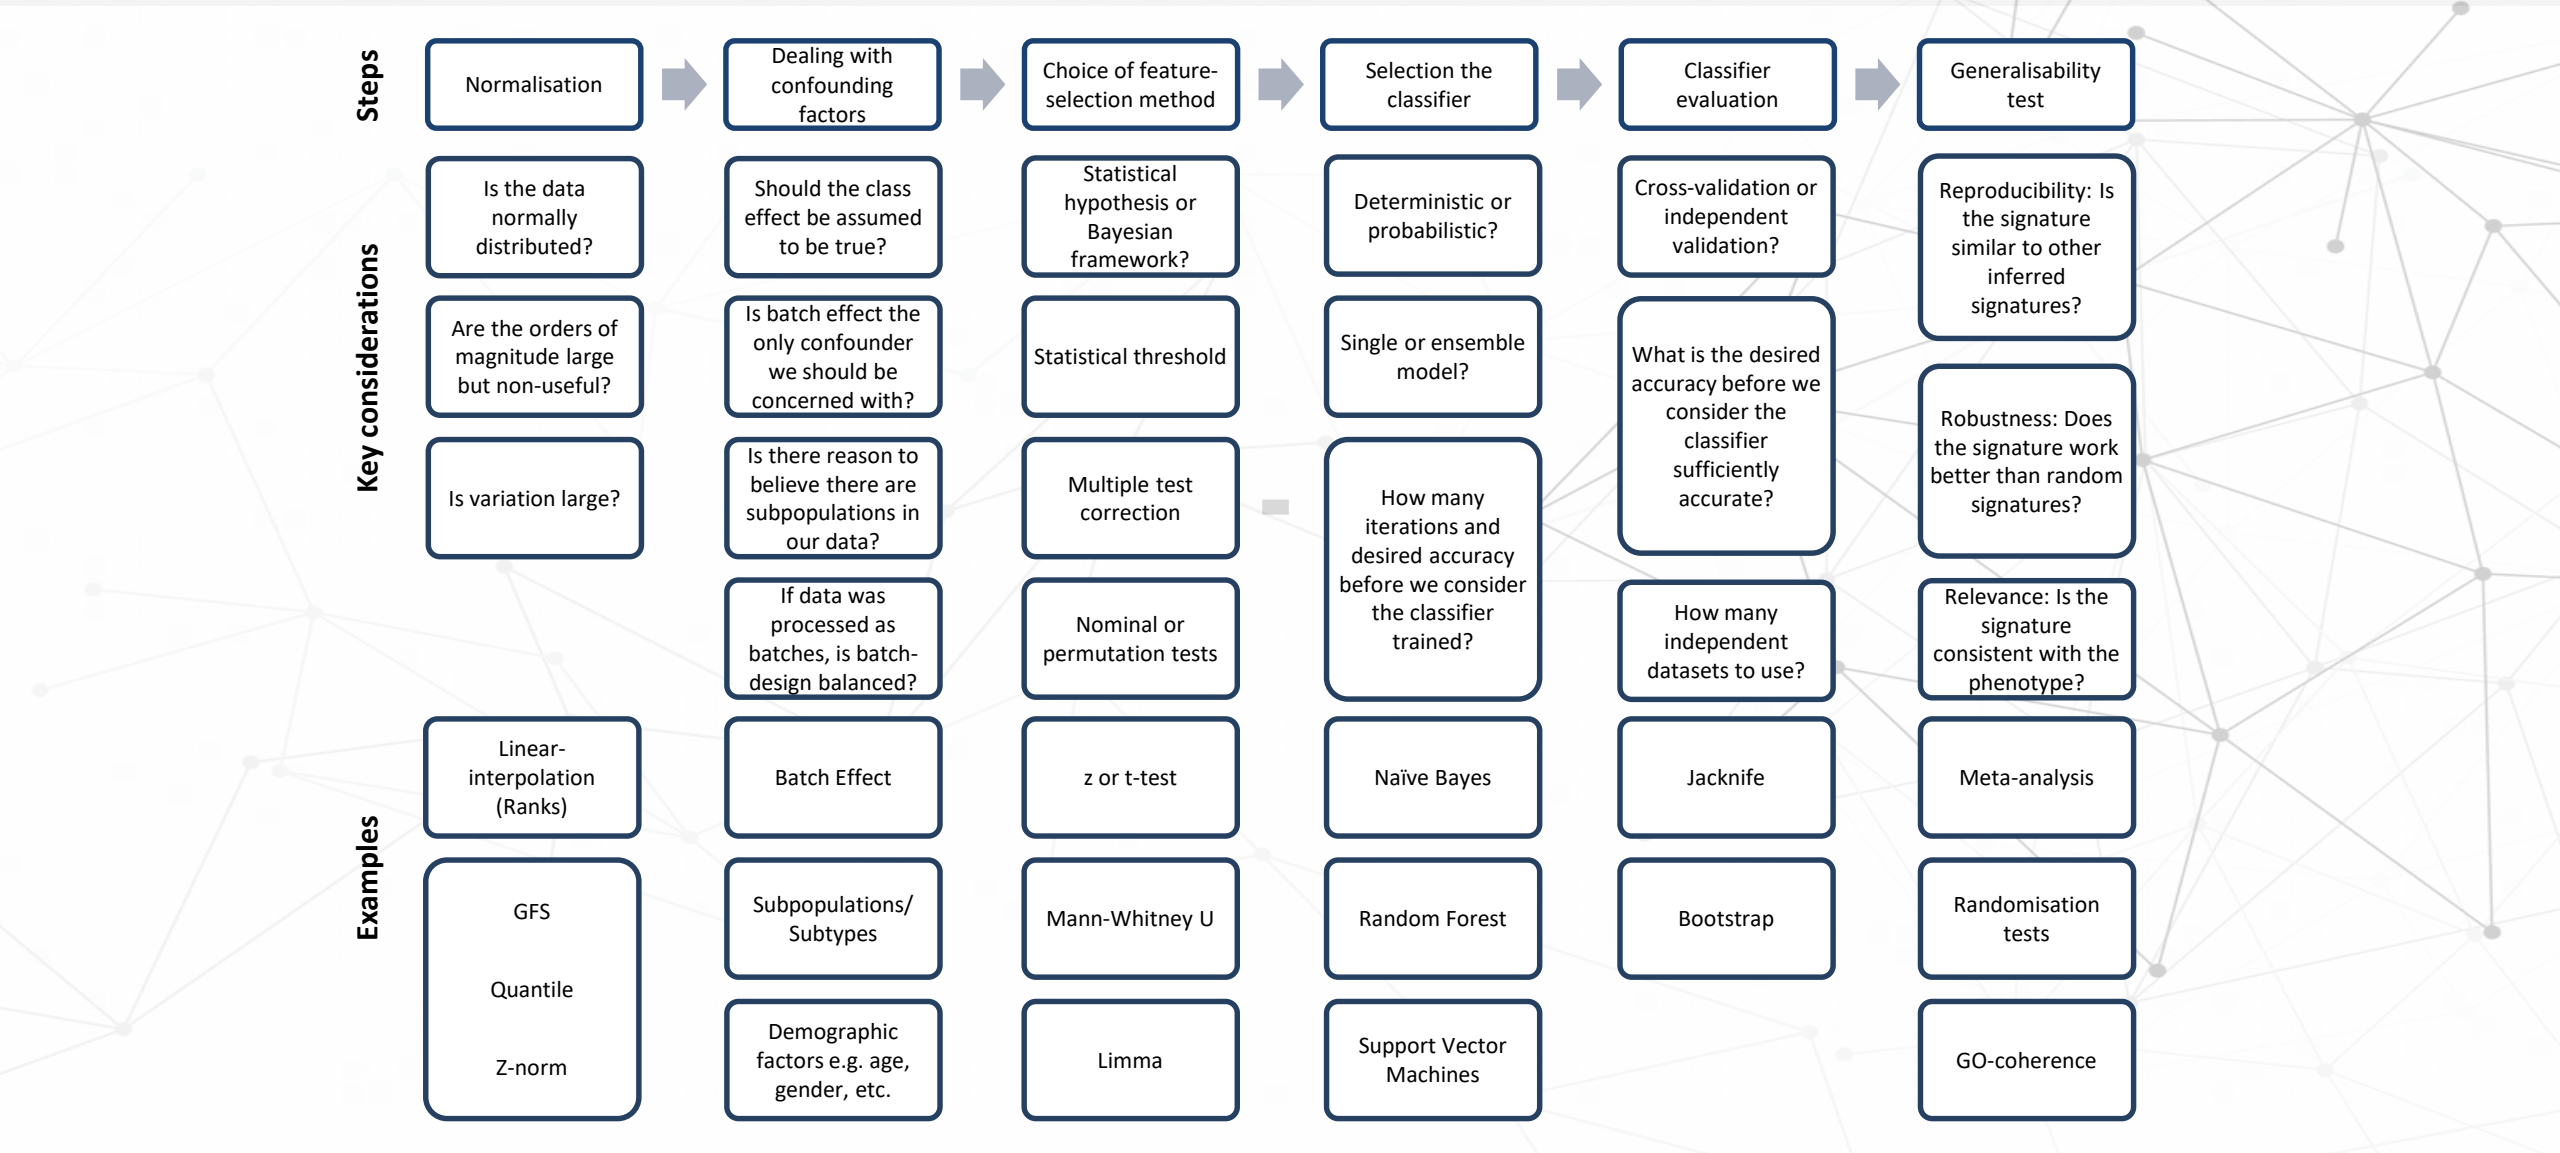 Steps
Normalisation
Dealing with
confounding
factors
Choice of feature-
selection method
Selection the
classifier
Classifier
evaluation
Generalisability
test
Key considerations
Is the data
normally
distributed?
Are the orders of
magnitude large
but non-useful?
Is variation large?
Should the class
effect be assumed
to be true?
Is batch effect the
only confounder
we should be
concerned with?
Is there reason to
believe there are
subpopulations in
our data?
If data was
processed as
batches, is batch-
design balanced?
Statistical
hypothesis or
Bayesian
framework?
Statistical threshold
Multiple test
correction
Nominal or
permutation tests
Deterministic or
probabilistic?
Single or ensemble
model?
How many
iterations and
desired accuracy
before we consider
the classifier
trained?
Cross-validation or
independent
validation?
What is the desired
accuracy before we
consider the
classifier
sufficiently
accurate?
How many
independent
datasets to use?
Reproducibility: Is
the signature
similar to other
inferred
signatures?
Robustness: Does
the signature work
better than random
signatures?
Relevance: Is the
signature
consistent with the
phenotype?
Examples
Linear-
interpolation
(Ranks)
GFS
Quantile
Z-norm
Batch Effect
Subpopulations/
Subtypes
Demographic
factors e.g. age,
gender, etc.
z or t-test
Mann-Whitney U
Limma
Naïve Bayes
Random Forest
Support Vector
Machines
Jacknife
Bootstrap
Meta-analysis
Randomisation
tests
GO-coherence